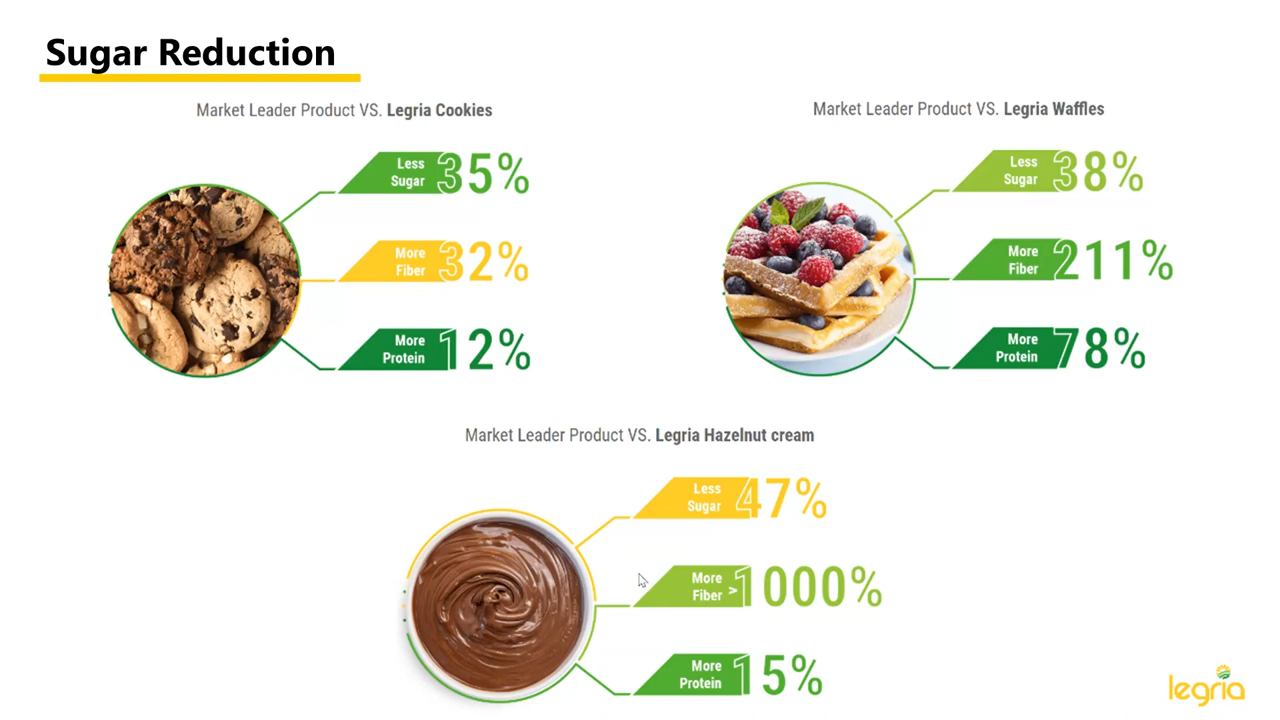 Sugar Reduction
Market Leader Product VS. Legria Cookies
Less
Sugar
35%
More
Fiber
32%
More
Protein
12%
Market Leader Product VS. Legria Waffles
Less
Sugar
38%
More
Fiber
211%
More
Protein
78%
Market Leader Product VS. Legria Hazelnut cream
Less
Sugar
47%
More
Fiber
>1000%
More
Protein
15%
legria